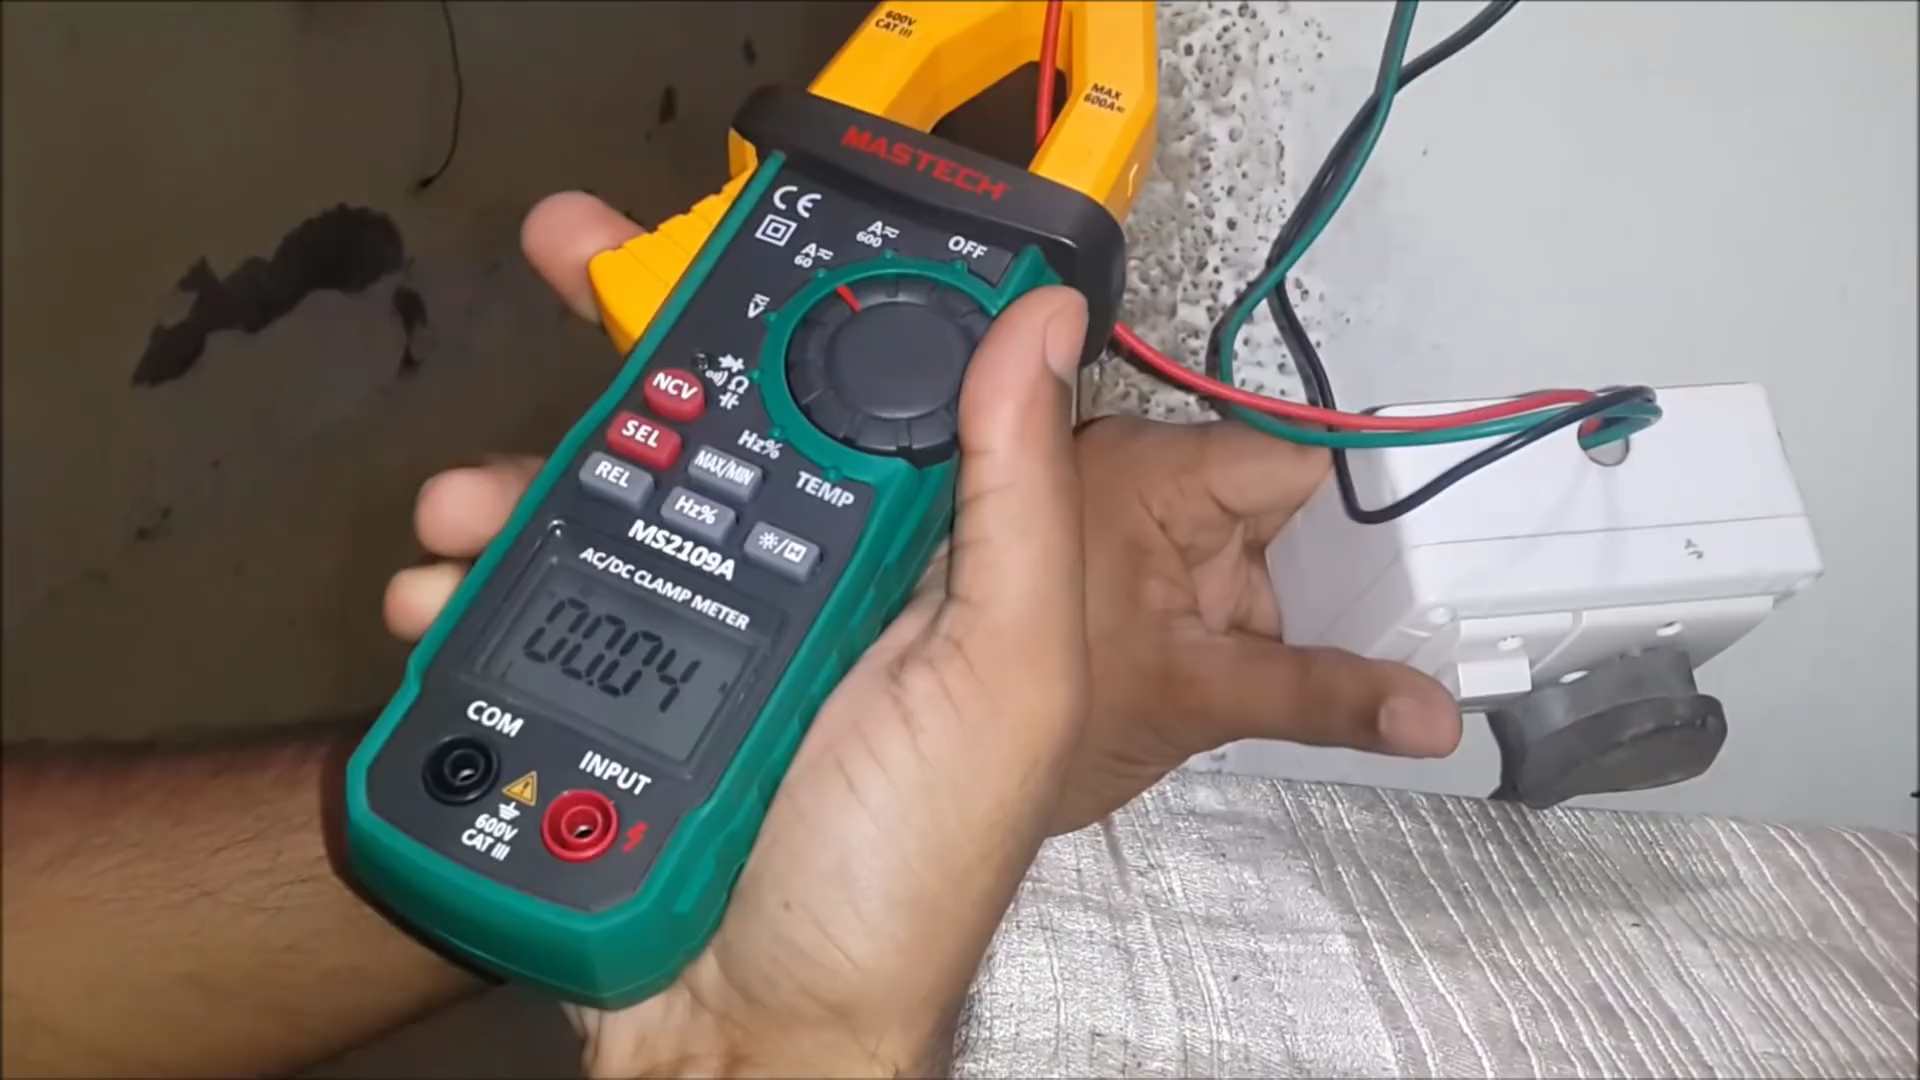 600V
CAT III
MAX
600A≂
MASTECH
CE
A≂
600
OFF
A≂
60
V
Ω
NCV
SEL
Hz%
MAX/MIN
REL
TEMP
Hz%
MS2109A
AC/DC CLAMP METER
00.04
COM
INPUT
600V
CAT III